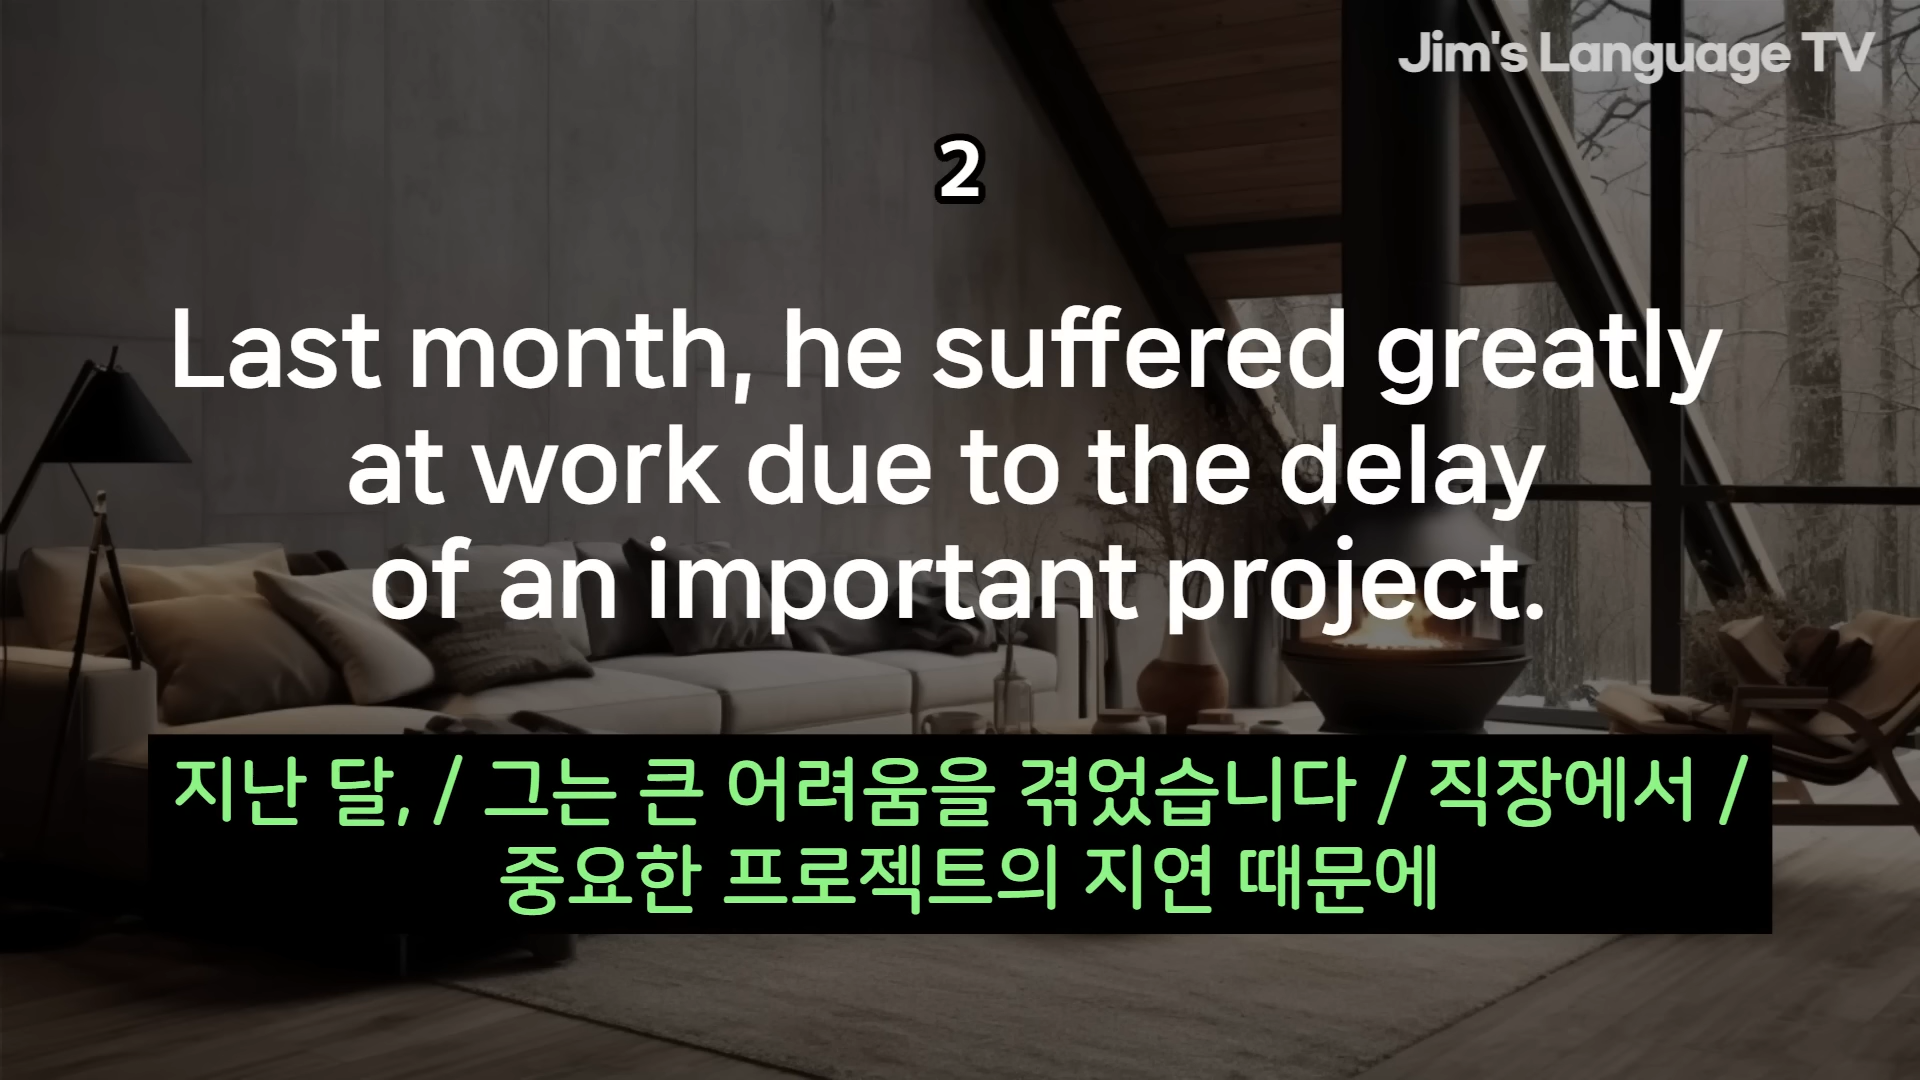 Jim's Language TV
2
Last month, he suffered greatly
at work due to the delay
of an important project.
지난 달, / 그는 큰 어려움을 겪었습니다 / 직장에서 /
중요한 프로젝트의 지연 때문에